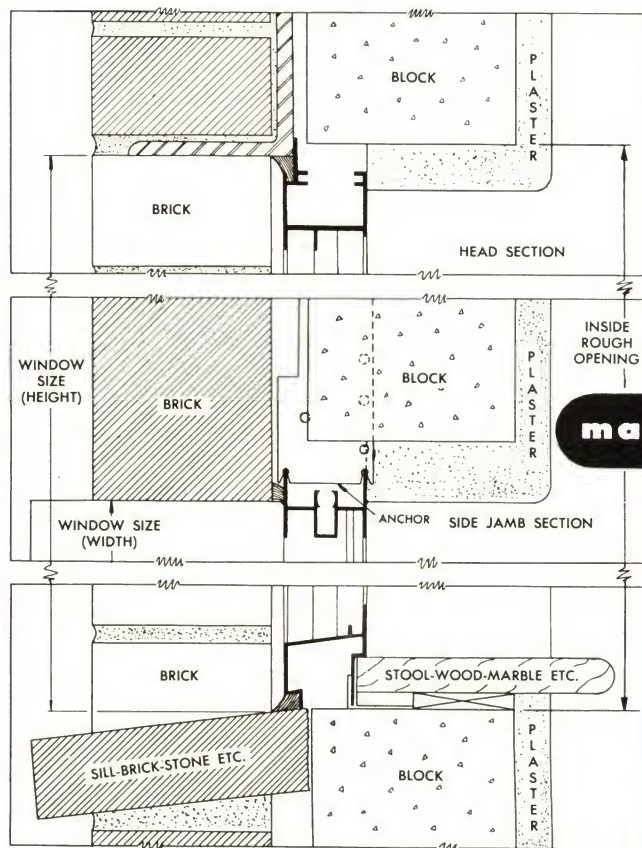 BLOCK
PLASTER
BRICK
HEAD SECTION
WINDOW
SIZE
(HEIGHT)
BRICK
BLOCK
PLASTER
INSIDE
ROUGH
OPENING
ma
WINDOW SIZE
(WIDTH)
ANCHOR
SIDE JAMB SECTION
BRICK
STOOL-WOOD-MARBLE ETC.
SILL-BRICK-STONE ETC.
BLOCK
PLASTER